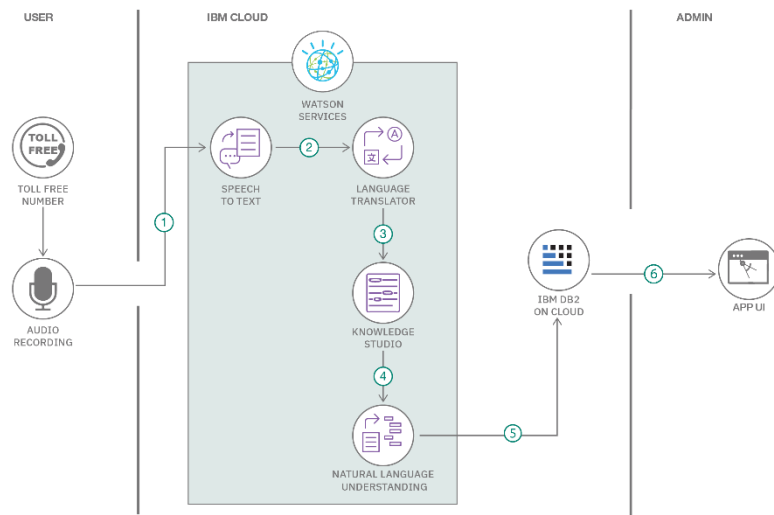 USER
IBM CLOUD
ADMIN
WATSON
SERVICES
TOLL
FREE
TOLL FREE
NUMBER
1
SPEECH
TO TEXT
2
A
文
LANGUAGE
TRANSLATOR
3
AUDIO
RECORDING
KNOWLEDGE
STUDIO
4
NATURAL LANGUAGE
UNDERSTANDING
5
IBM DB2
ON CLOUD
6
APP UI